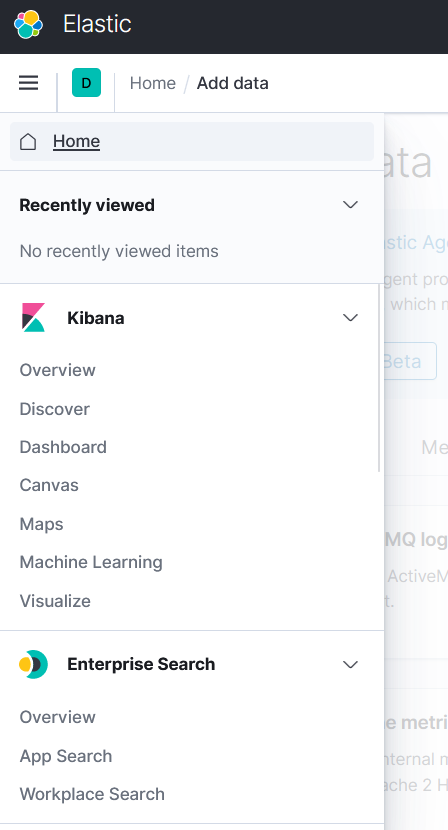 Elastic
D Home / Add data
Home
ata
Recently viewed
No recently viewed items
Kibana
Overview
Discover
Dashboard
Canvas
Maps
Machine Learning
Visualize
Enterprise Search
Overview
App Search
Workplace Search
astic Age
gent pro
which m
Beta
Me
MQ log
ActiveM
t.
e metri
nternal m
ache 2 H